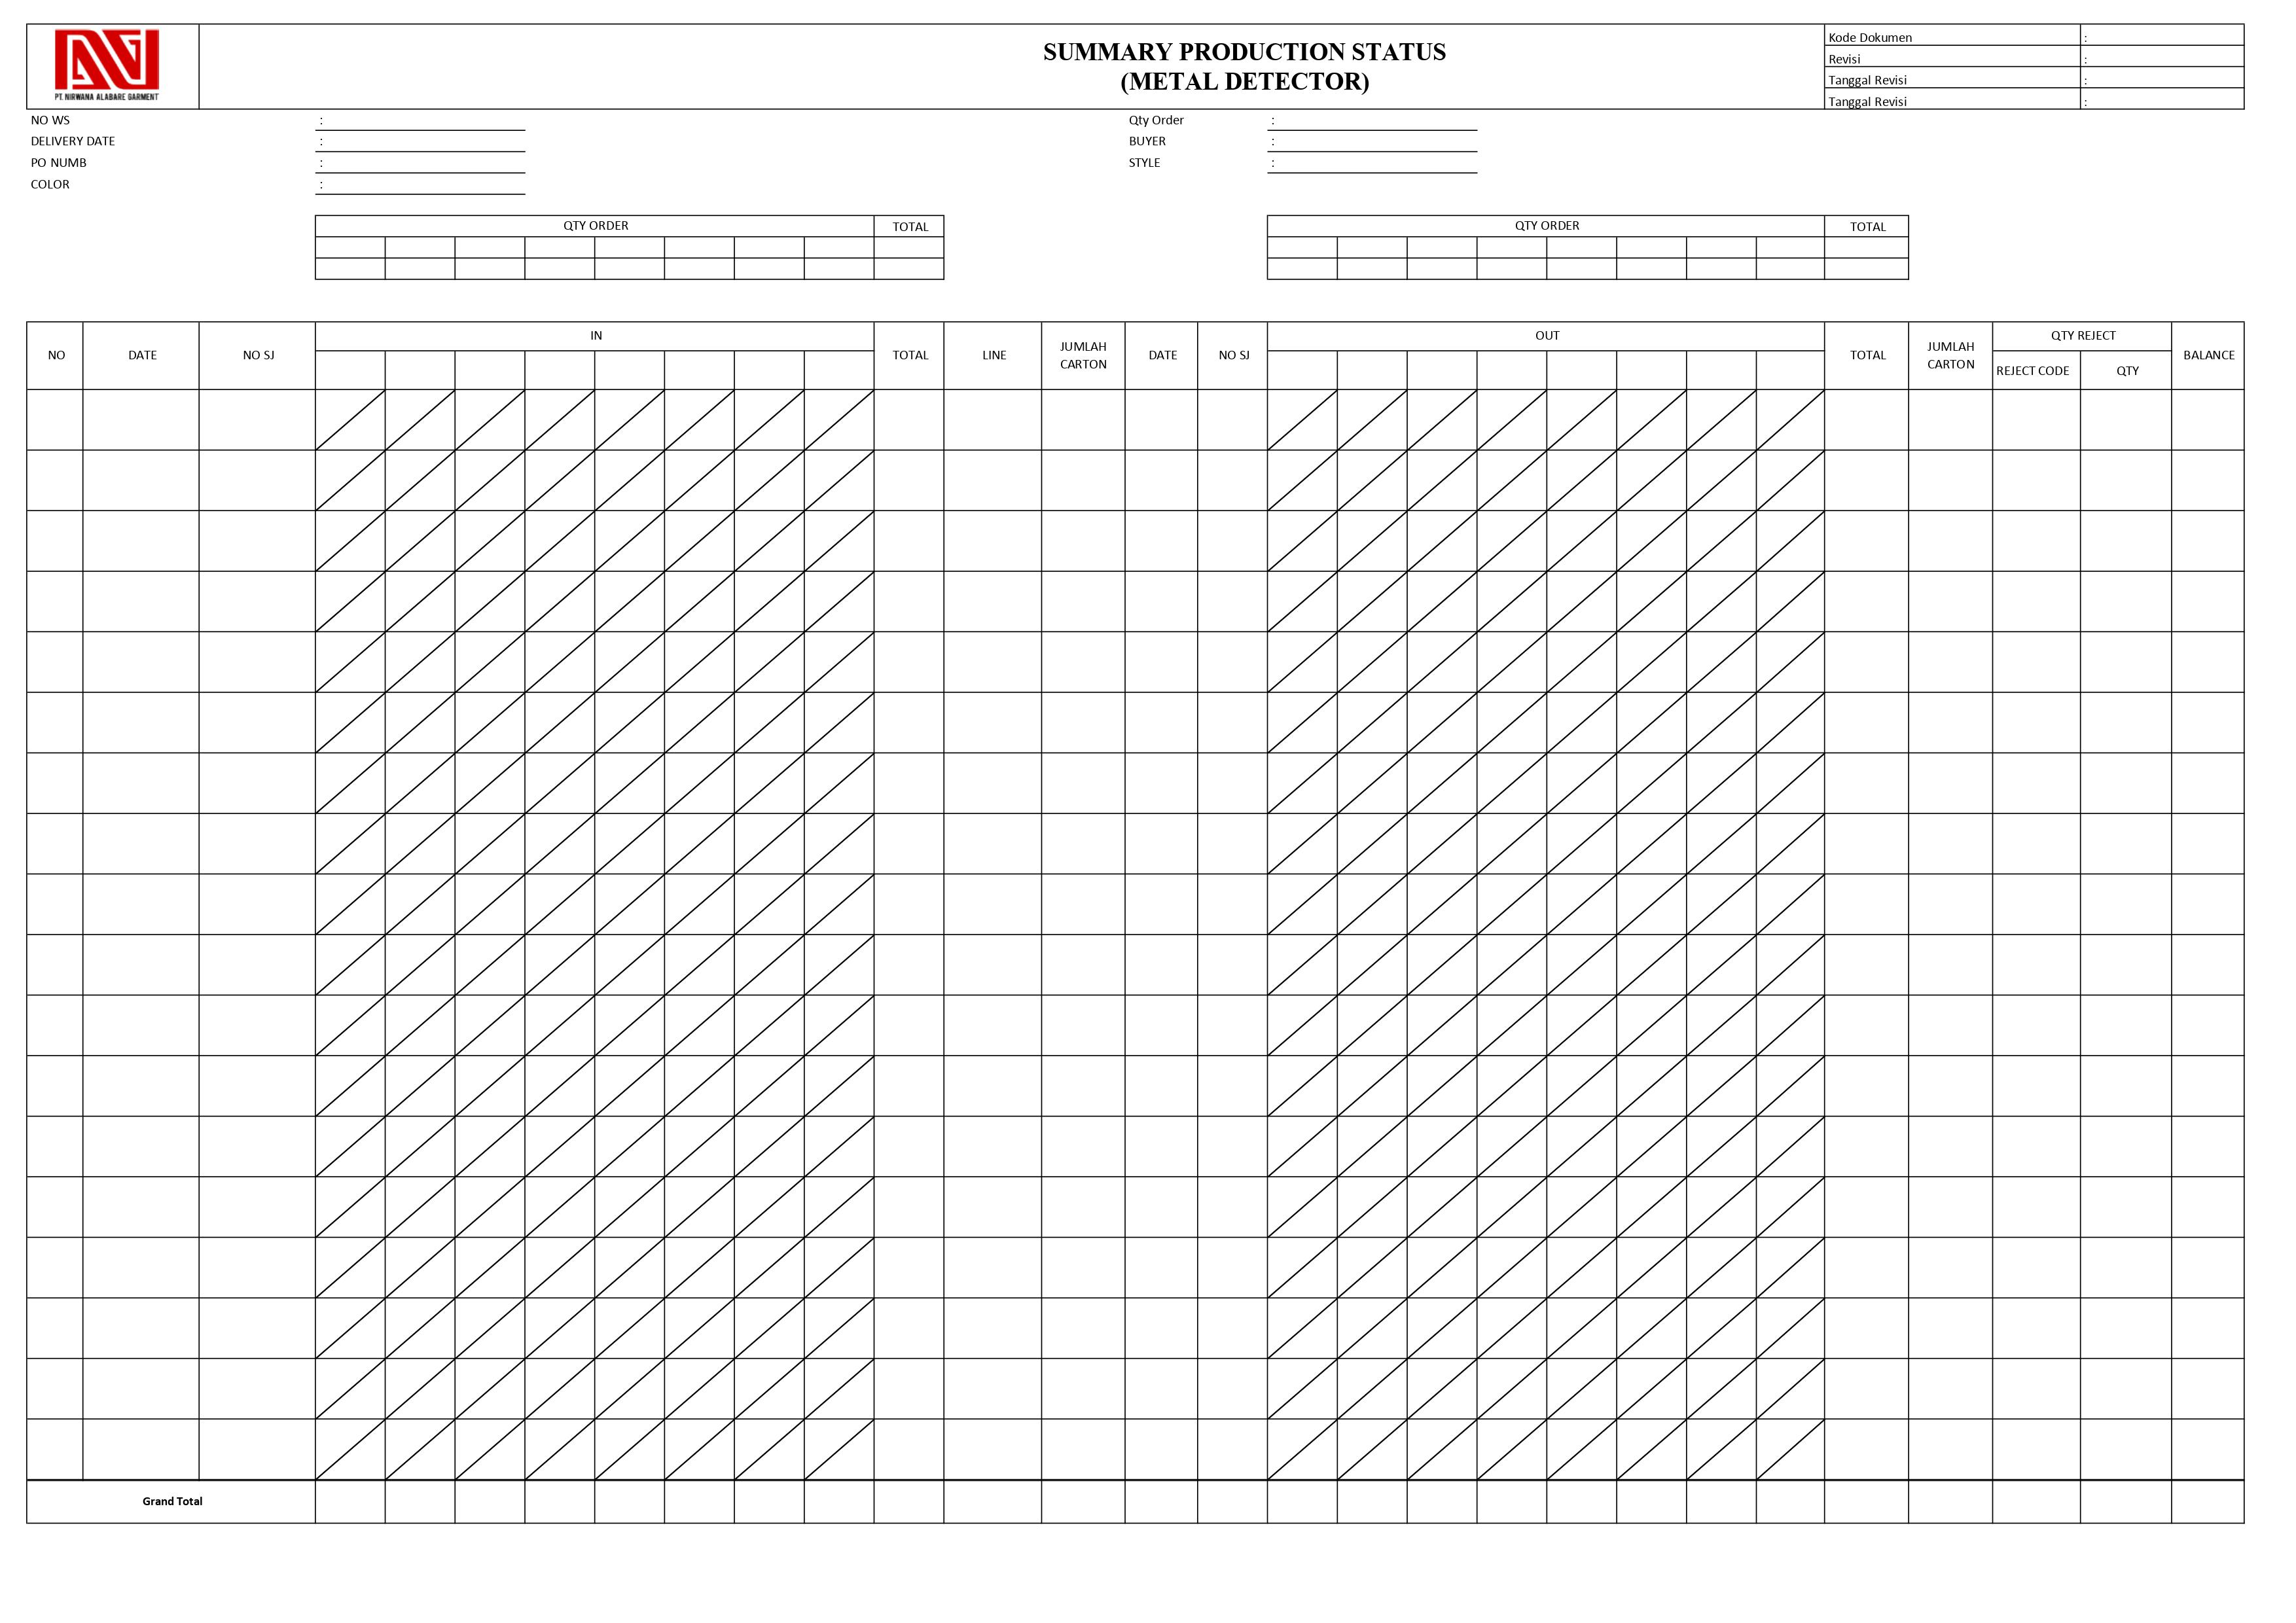 PT. NIRWANA ALABARE GARMENT
SUMMARY PRODUCTION STATUS
(METAL DETECTOR)
Kode Dokumen :
Revisi :
Tanggal Revisi :
Tanggal Revisi :
NO WS : Qty Order :
DELIVERY DATE : BUYER :
PO NUMB : STYLE :
COLOR :
QTY ORDER TOTAL QTY ORDER TOTAL
NO DATE NO SJ IN TOTAL LINE JUMLAH CARTON DATE NO SJ OUT TOTAL JUMLAH CARTON QTY REJECT BALANCE
REJECT CODE QTY
Grand Total